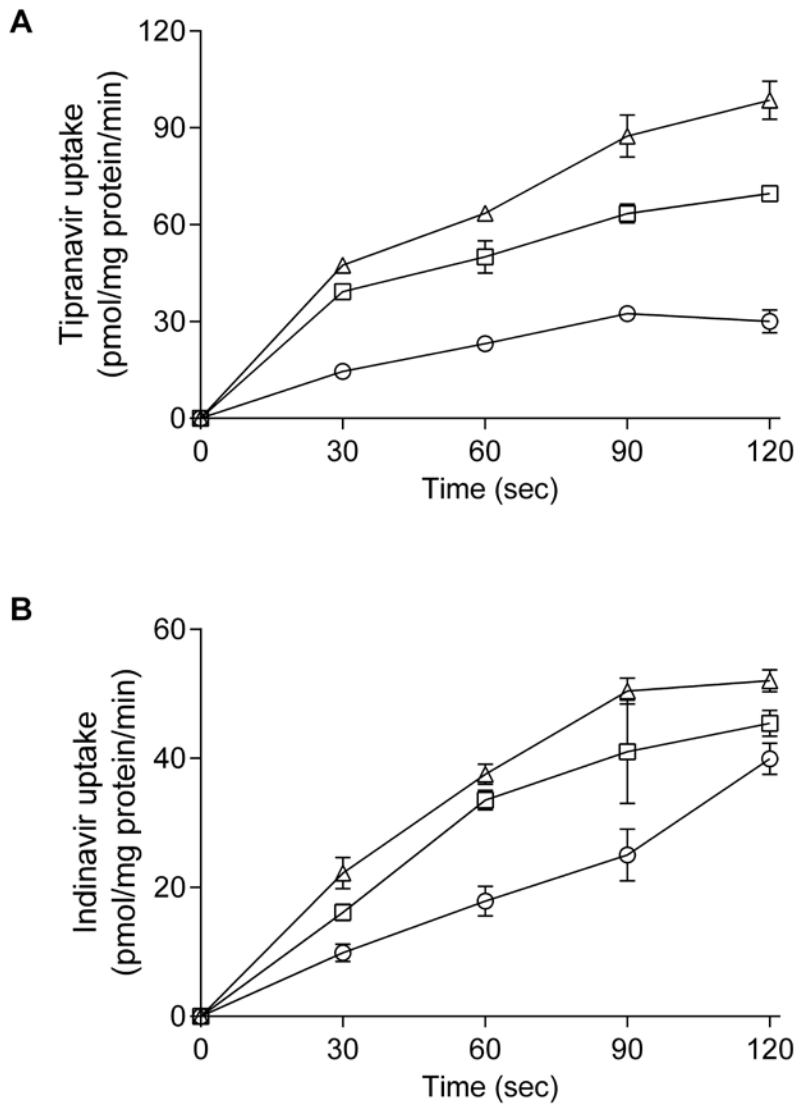 A
Tipranavir uptake
(pmol/mg protein/min)
120
90
60
30
0
0 30 60 90 120
Time (sec)
B
Indinavir uptake
(pmol/mg protein/min)
60
40
20
0
0 30 60 90 120
Time (sec)